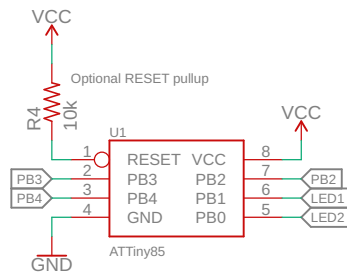 VCC
Optional RESET pullup
R4
10k
VCC
U1
1
RESET VCC
8
PB3
2
PB3 PB2
7
PB2
PB4
3
PB4 PB1
6
LED1
4
GND PB0
5
LED2
ATTiny85
GND